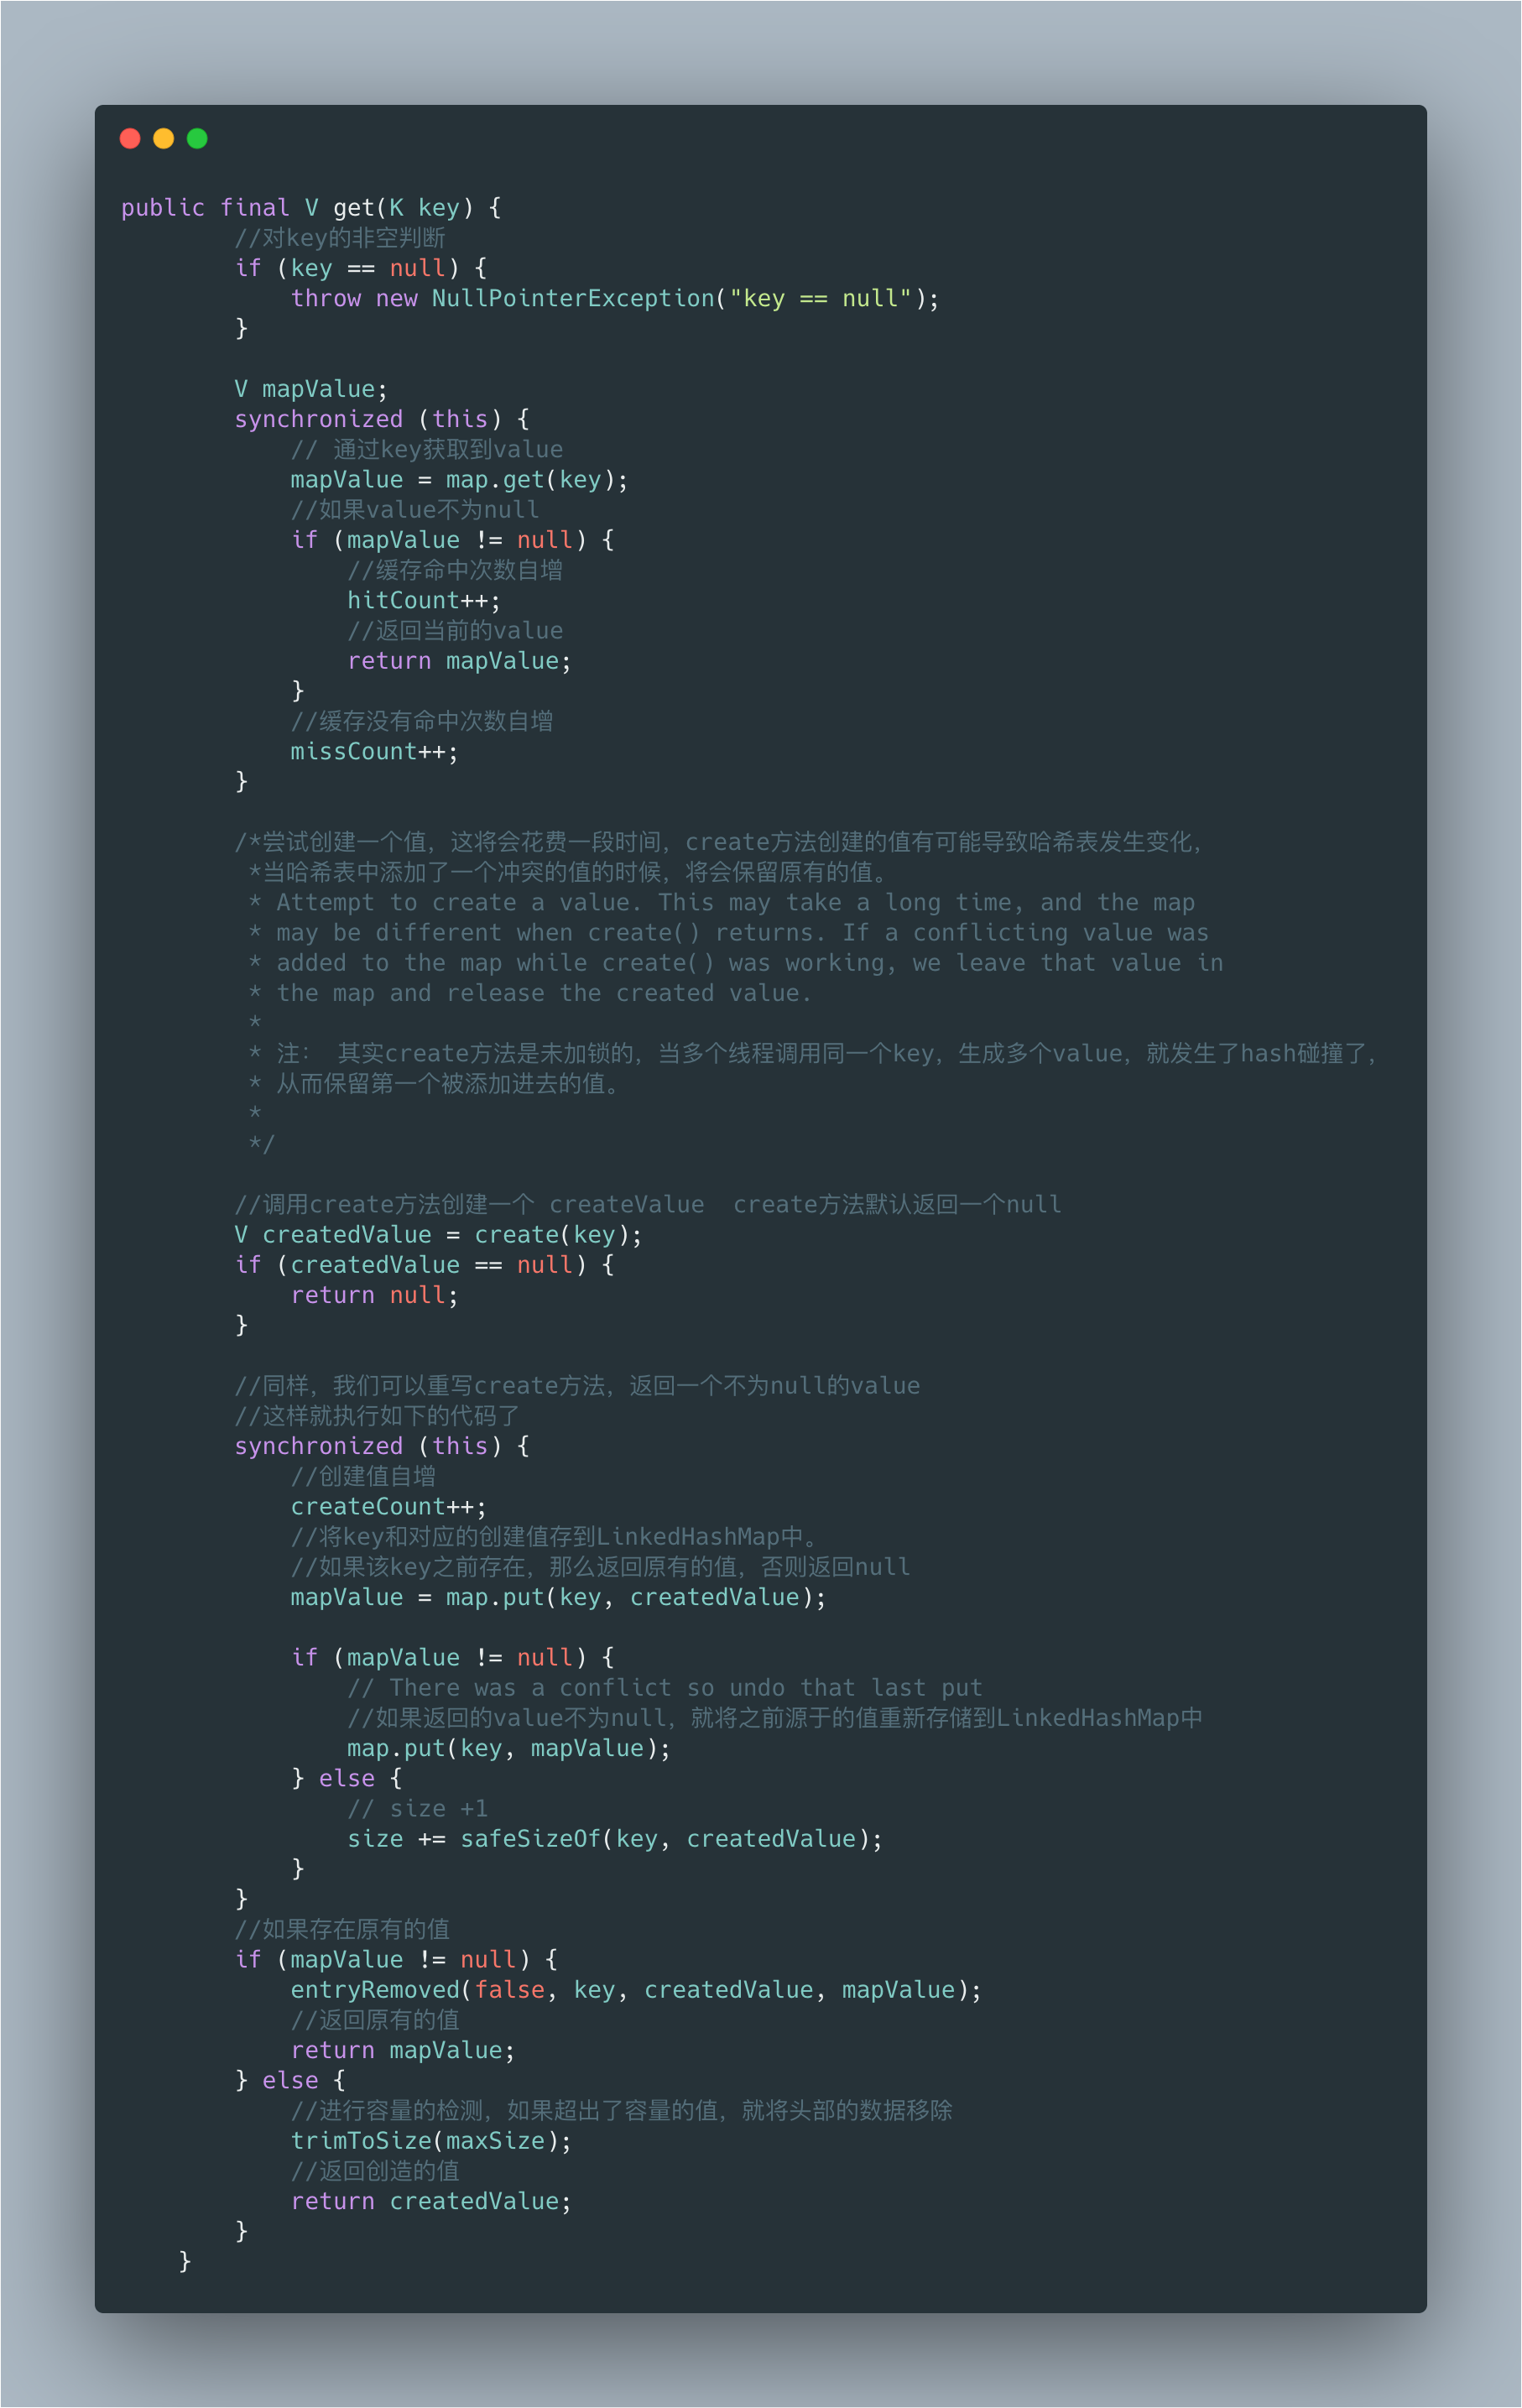 public final V get(K key) {
        //对key的非空判断
        if (key == null) {
            throw new NullPointerException("key == null");
        }

        V mapValue;
        synchronized (this) {
            // 通过key获取到value
            mapValue = map.get(key);
            //如果value不为null
            if (mapValue != null) {
                //缓存命中次数自增
                hitCount++;
                //返回当前的value
                return mapValue;
            }
            //缓存没有命中次数自增
            missCount++;
        }

        /*尝试创建一个值，这将会花费一段时间，create方法创建的值有可能导致哈希表发生变化，
         *当哈希表中添加了一个冲突的值的时候，将会保留原有的值。
         * Attempt to create a value. This may take a long time, and the map
         * may be different when create() returns. If a conflicting value was
         * added to the map while create() was working, we leave that value in
         * the map and release the created value.
         *
         * 注： 其实create方法是未加锁的，当多个线程调用同一个key，生成多个value，就发生了hash碰撞了，
         * 从而保留第一个被添加进去的值。
         *
         */

        //调用create方法创建一个 createValue  create方法默认返回一个null
        V createdValue = create(key);
        if (createdValue == null) {
            return null;
        }

        //同样，我们可以重写create方法，返回一个不为null的value
        //这样就执行如下的代码了
        synchronized (this) {
            //创建值自增
            createCount++;
            //将key和对应的创建值存到LinkedHashMap中。
            //如果该key之前存在，那么返回原有的值，否则返回null
            mapValue = map.put(key, createdValue);

            if (mapValue != null) {
                // There was a conflict so undo that last put
                //如果返回的value不为null，就将之前源于的值重新存储到LinkedHashMap中
                map.put(key, mapValue);
            } else {
                // size +1
                size += safeSizeOf(key, createdValue);
            }
        }
        //如果存在原有的值
        if (mapValue != null) {
            entryRemoved(false, key, createdValue, mapValue);
            //返回原有的值
            return mapValue;
        } else {
            //进行容量的检测，如果超出了容量的值，就将头部的数据移除
            trimToSize(maxSize);
            //返回创造的值
            return createdValue;
        }
    }